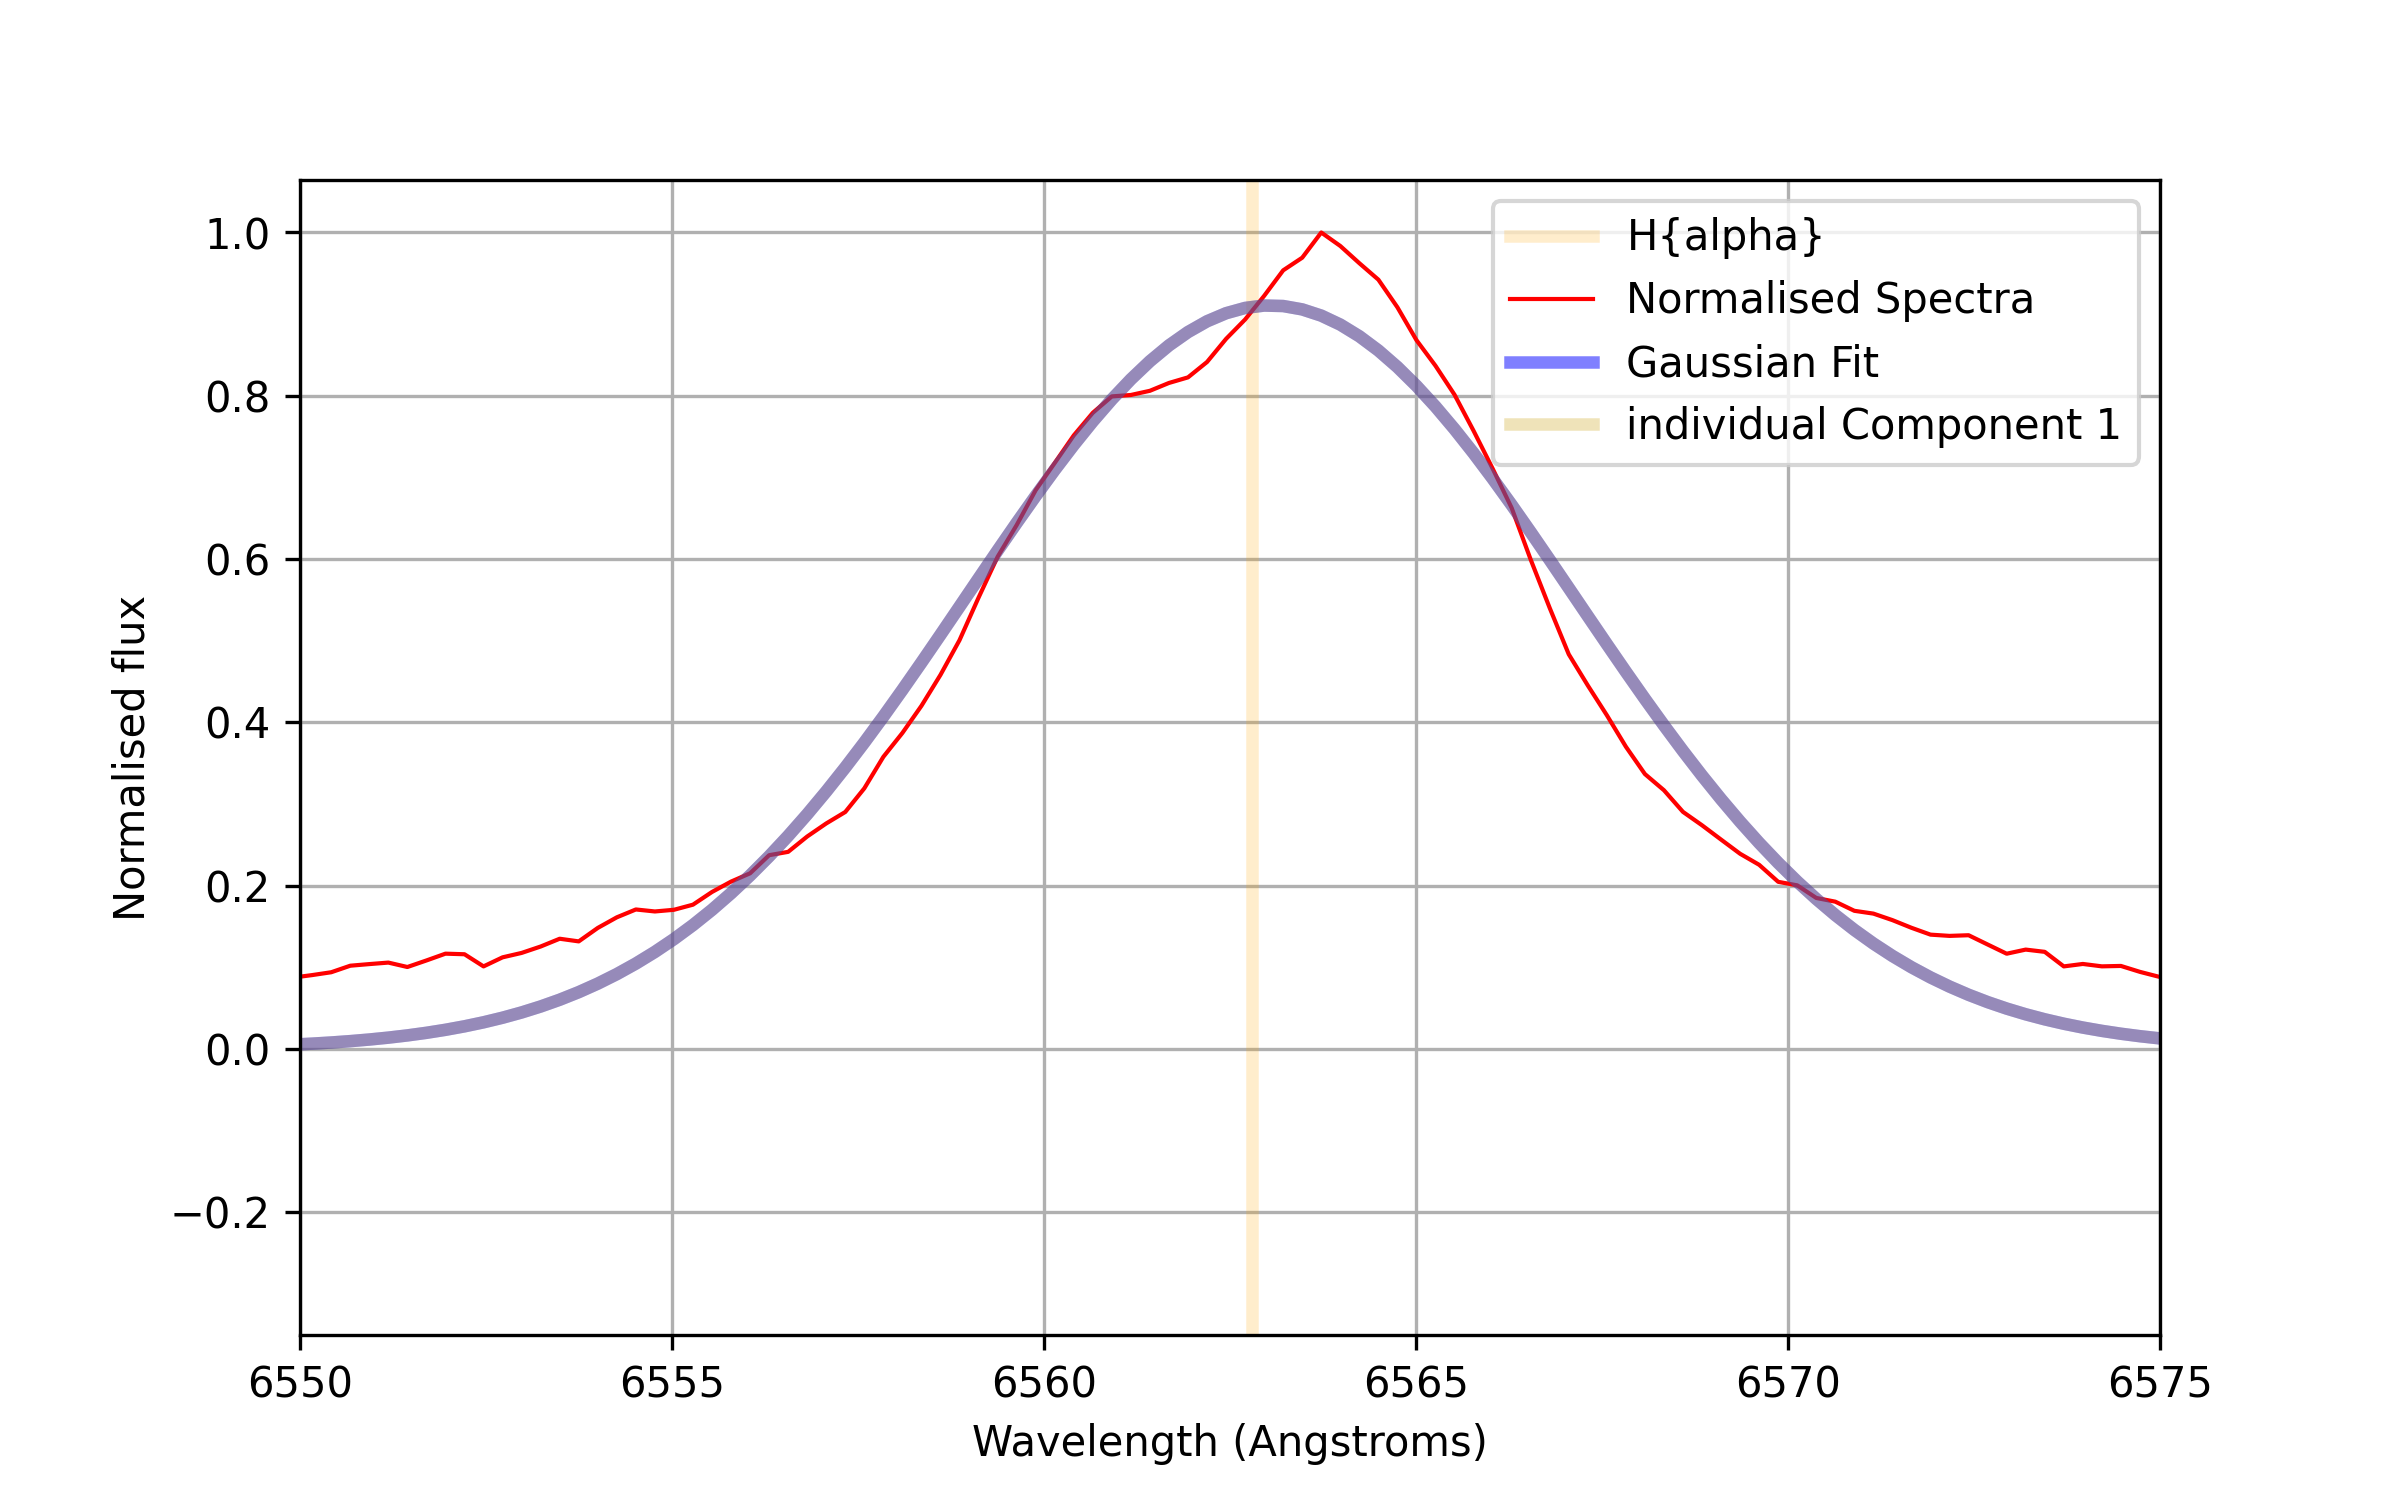 H{alpha}
Normalised Spectra
Gaussian Fit
individual Component 1
1.0
0.8
0.6
0.4
0.2
0.0
−0.2
Normalised flux
6550 6555 6560 6565 6570 6575
Wavelength (Angstroms)